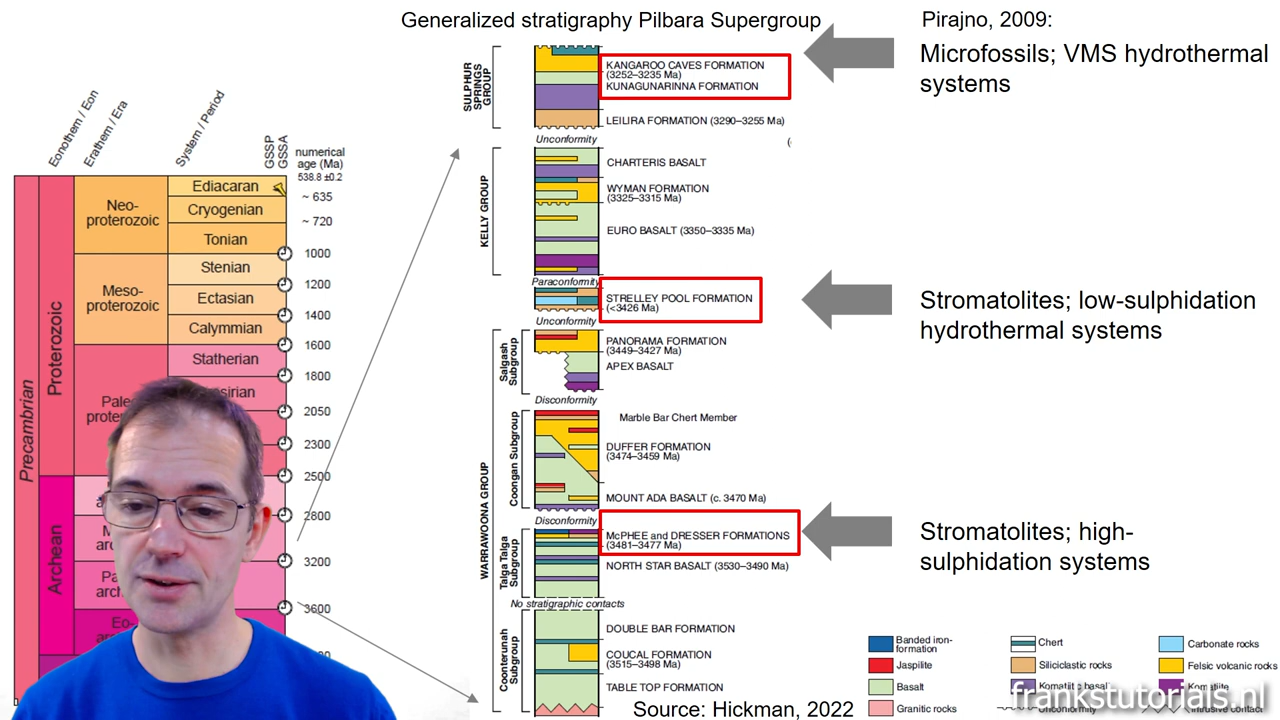 Generalized stratigraphy Pilbara Supergroup
Pirajno, 2009:
Microfossils; VMS hydrothermal
systems
Stromatolites; low-sulphidation
hydrothermal systems
Stromatolites; high-
sulphidation systems
Eonothem / Eon
Erathem / Era
System / Period
GSSP
GSSA
numerical
age (Ma)
538.8 ±0.2
Precambrian
Proterozoic
Archean
Neo-
proterozoic
Meso-
proterozoic
Ediacaran
~ 635
Cryogenian
~ 720
Tonian
1000
Stenian
1200
Ectasian
1400
Calymmian
1600
Statherian
1800
2050
2300
2500
2800
3200
3600
Eo-
SULPHUR
SPRINGS
GROUP
KANGAROO CAVES FORMATION
(3252–3235 Ma)
KUNAGUNARINNA FORMATION
LEILIRA FORMATION (3290–3255 Ma)
Unconformity
(
KELLY GROUP
CHARTERIS BASALT
WYMAN FORMATION
(3325–3315 Ma)
EURO BASALT (3350–3335 Ma)
Paraconformity
STRELLEY POOL FORMATION
(<3426 Ma)
Unconformity
WARRAWOONA GROUP
Salgash
Subgroup
PANORAMA FORMATION
(3449–3427 Ma)
APEX BASALT
Disconformity
Coongan Subgroup
Marble Bar Chert Member
DUFFER FORMATION
(3474–3459 Ma)
MOUNT ADA BASALT (c. 3470 Ma)
Disconformity
Talga Talga
Subgroup
McPHEE and DRESSER FORMATIONS
(3481–3477 Ma)
NORTH STAR BASALT (3530–3490 Ma)
No stratigraphic contacts
Coonterunah
Subgroup
DOUBLE BAR FORMATION
COUCAL FORMATION
(3515–3498 Ma)
TABLE TOP FORMATION
Source: Hickman, 2022
Banded iron-
formation
Jaspilite
Basalt
Granitic rocks
Chert
Siliciclastic rocks
Komatiitic basalt
Unconformity
Carbonate rocks
Felsic volcanic rocks
Komatiite
Intrusive contact
frankstutorials.nl